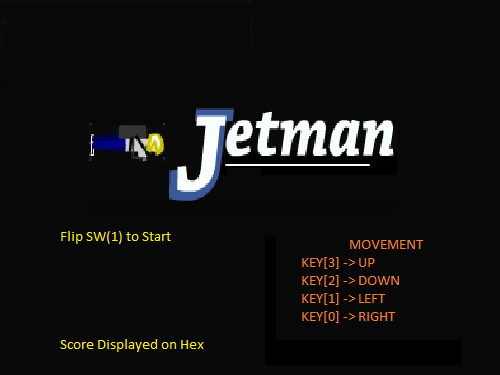 Jetman
Flip SW(1) to Start
MOVEMENT
KEY[3] -> UP
KEY[2] -> DOWN
KEY[1] -> LEFT
KEY[0] -> RIGHT
Score Displayed on Hex